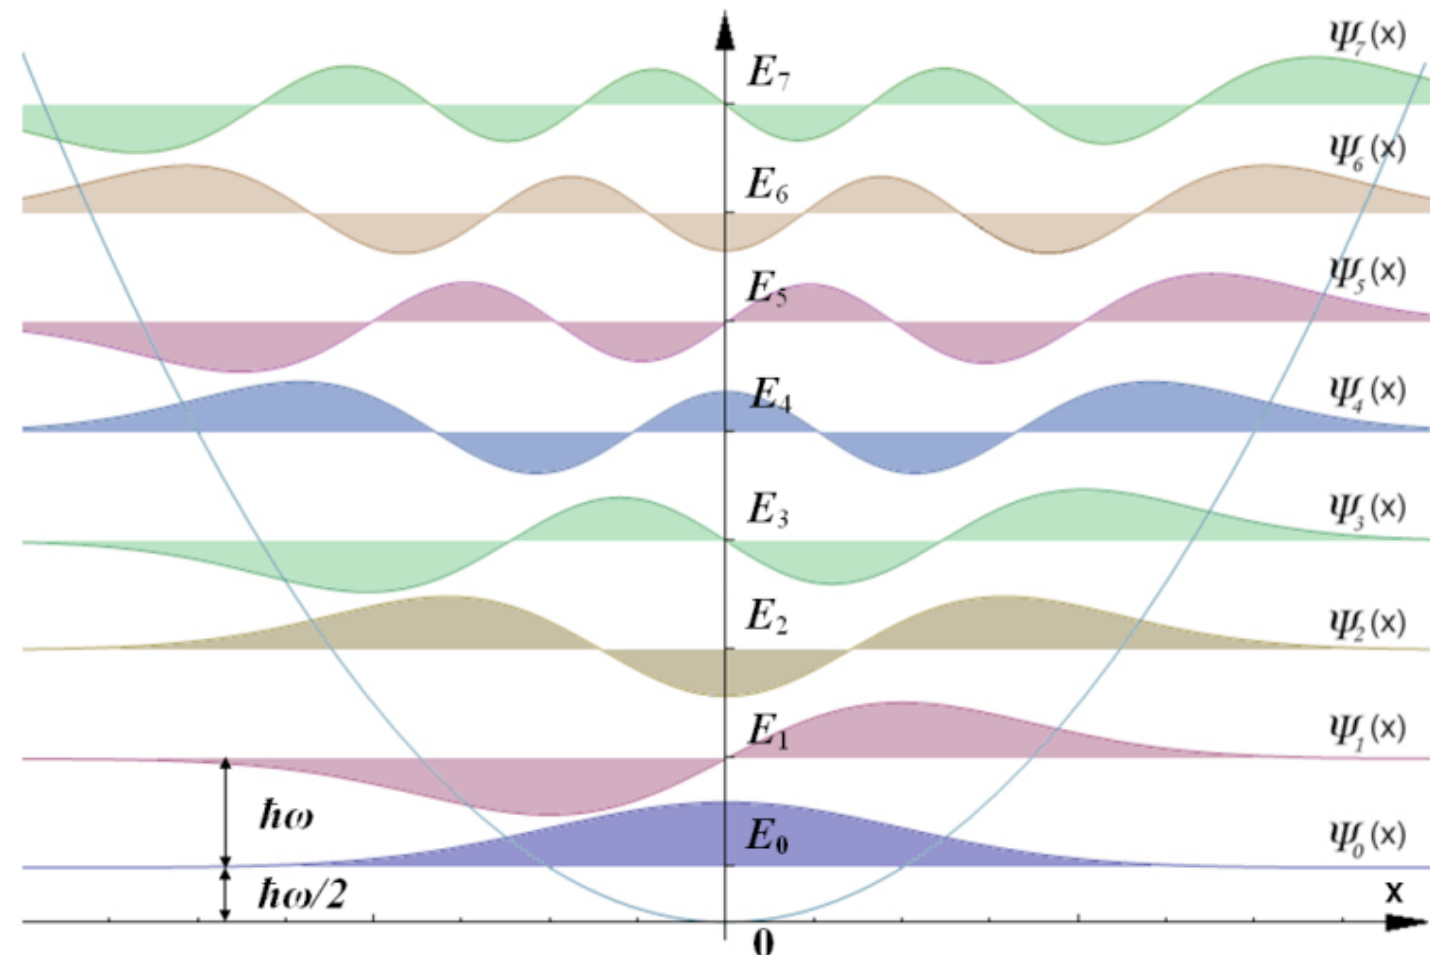 Ψ₇(x)
E₇
Ψ₆(x)
E₆
Ψ₅(x)
E₅
Ψ₄(x)
E₄
Ψ₃(x)
E₃
Ψ₂(x)
E₂
Ψ₁(x)
E₁
ħω
Ψ₀(x)
E₀
ħω/2
x
0